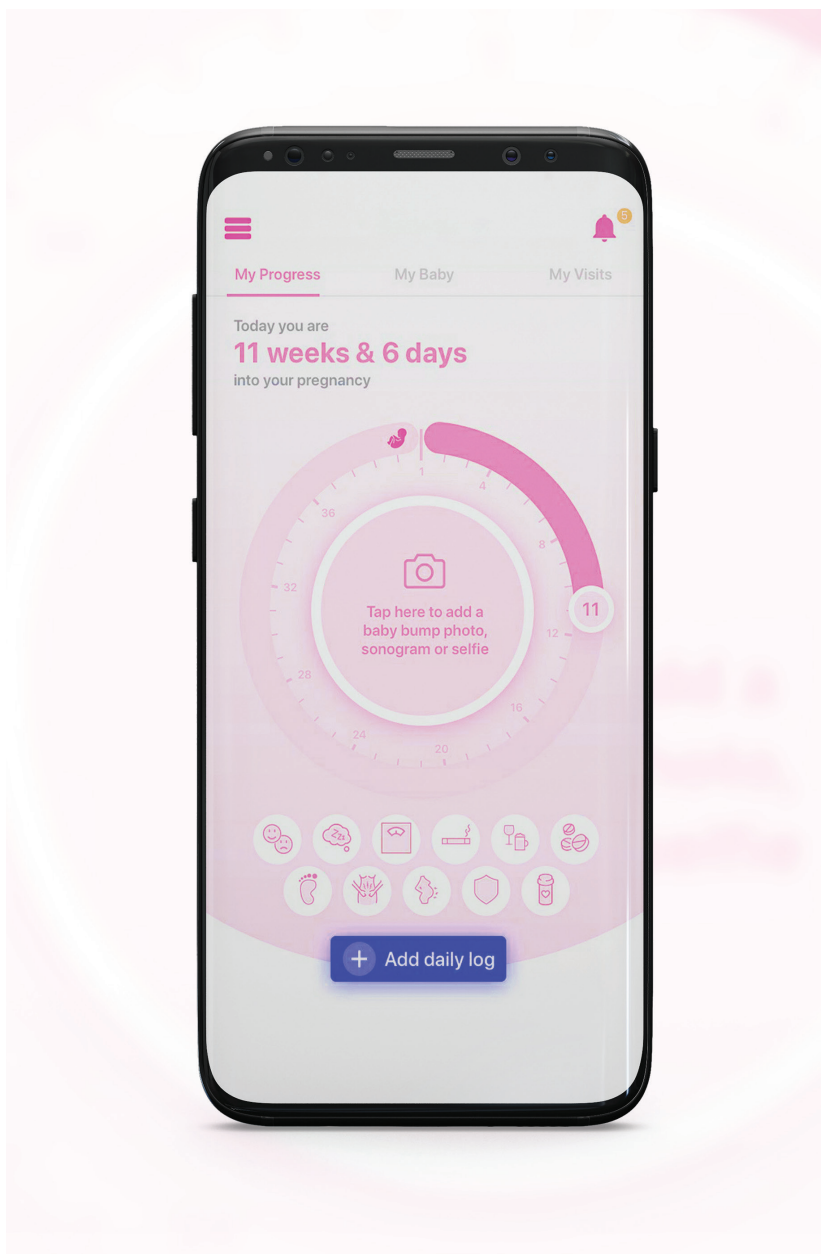 5
My Progress
My Baby
My Visits
Today you are
11 weeks & 6 days
into your pregnancy
1
4
8
11
12
16
20
24
28
32
36
Tap here to add a
baby bump photo,
sonogram or selfie
Zzz
+ Add daily log